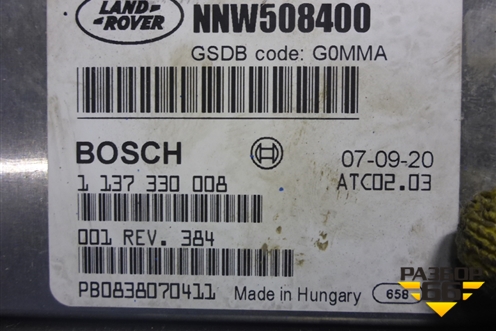 LAND-
ROVER
NNW508400
GSDB code: G0MMA
BOSCH
07-09-20
1 137 330 008
ATC02.03
001 REV. 384
PB0838070411 Made in Hungary 658
РАЗБОР
66